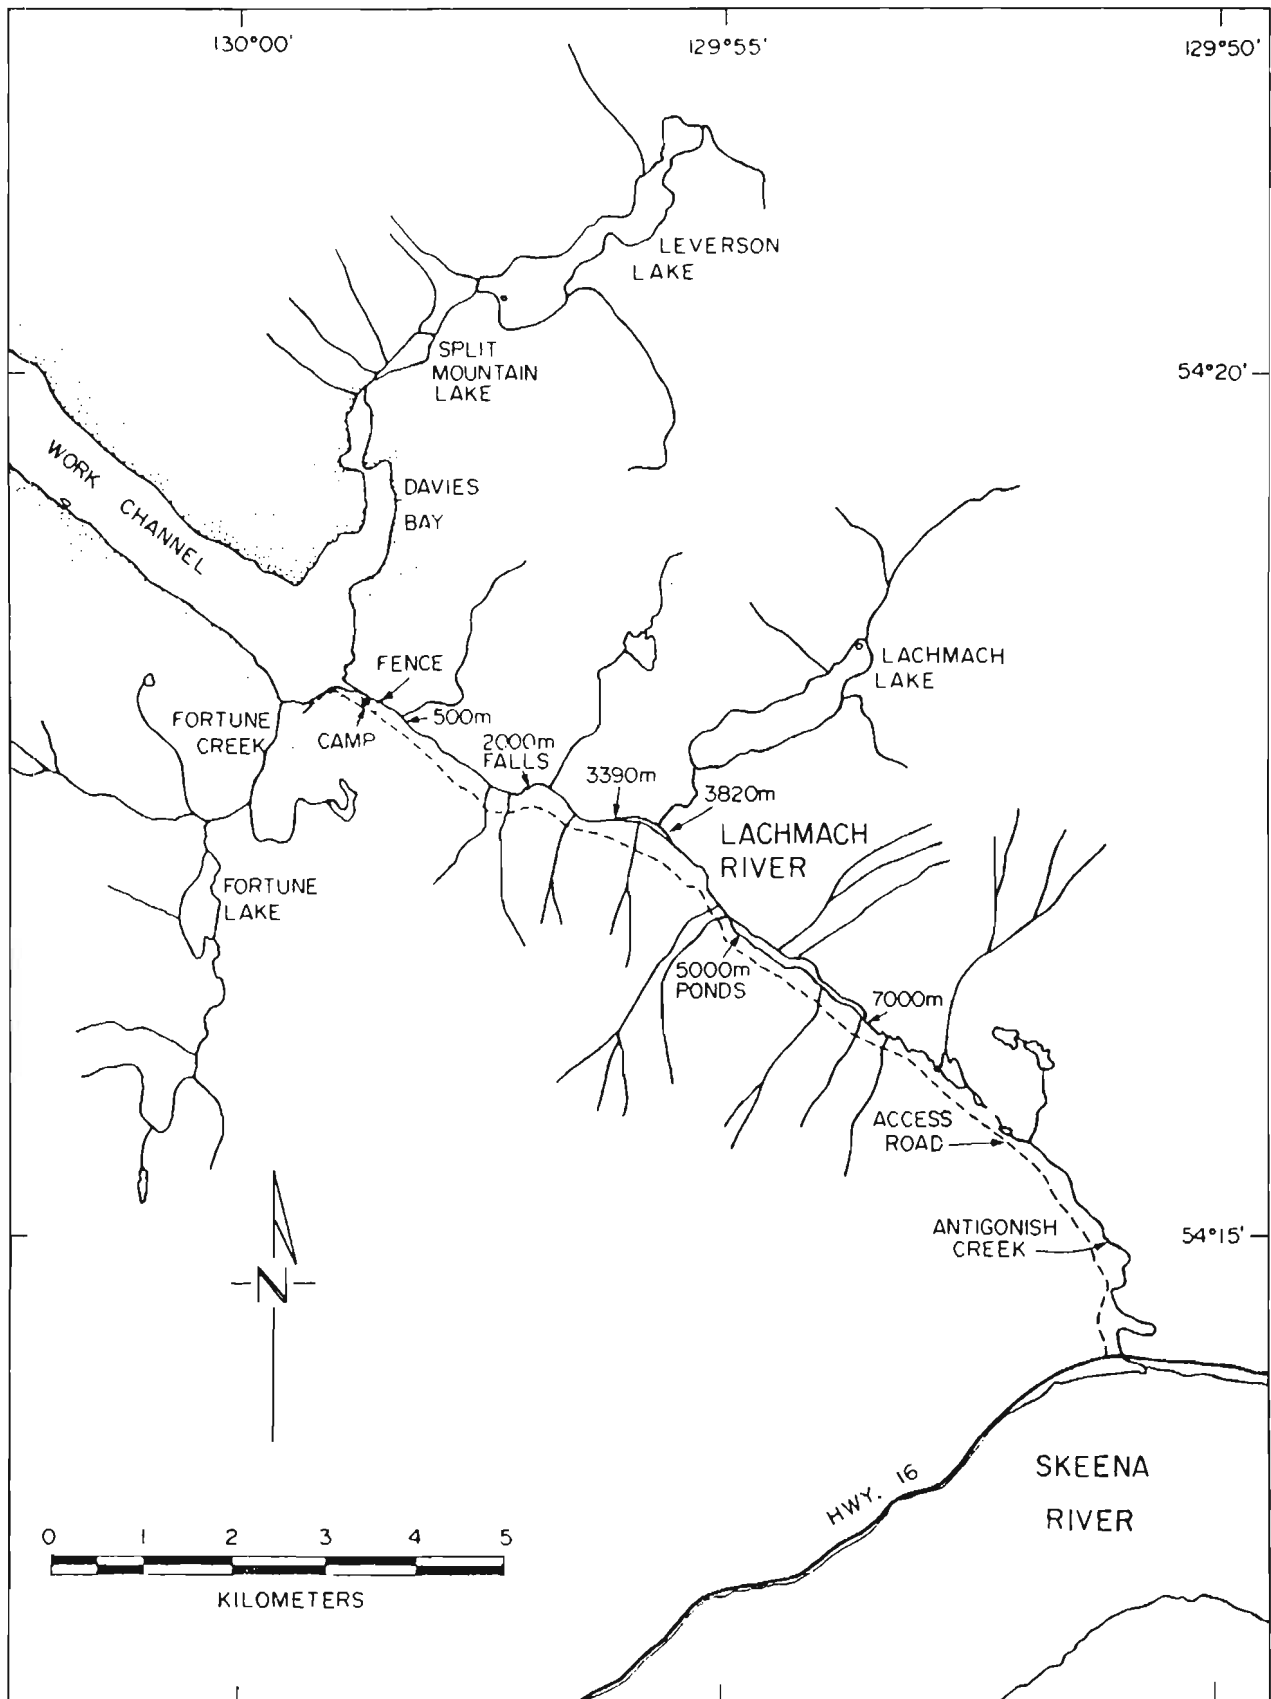 130°00' 129°55' 129°50'
LEVERSON
LAKE
SPLIT
MOUNTAIN
LAKE
54°20'
WORK CHANNEL
DAVIES
BAY
FENCE
LACHMACH
LAKE
FORTUNE
CREEK
CAMP
500m
2000m
FALLS
3390m
3820m
LACHMACH
RIVER
FORTUNE
LAKE
5000m
PONDS
7000m
ACCESS
ROAD
ANTIGONISH
CREEK
54°15'
N
HWY. 16
SKEENA
RIVER
0 1 2 3 4 5
KILOMETERS